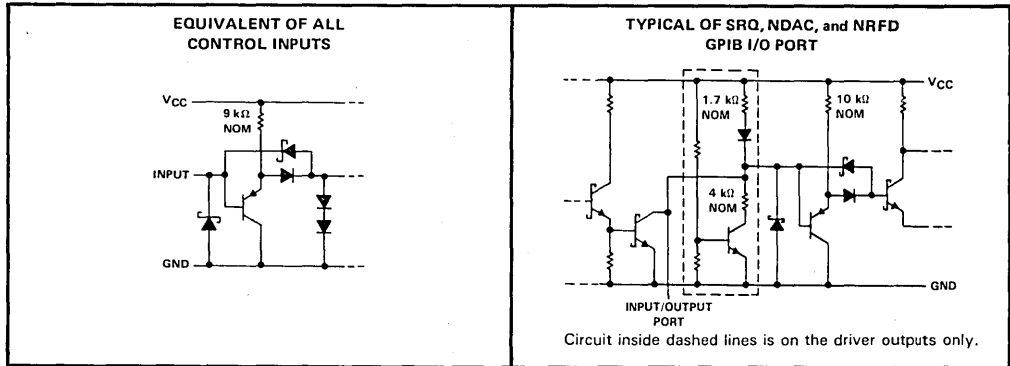 EQUIVALENT OF ALL
CONTROL INPUTS
VCC
9 kΩ
NOM
INPUT
GND
TYPICAL OF SRQ, NDAC, and NRFD
GPIB I/O PORT
VCC
1.7 kΩ
NOM
10 kΩ
NOM
4 kΩ
NOM
GND
INPUT/OUTPUT
PORT
Circuit inside dashed lines is on the driver outputs only.